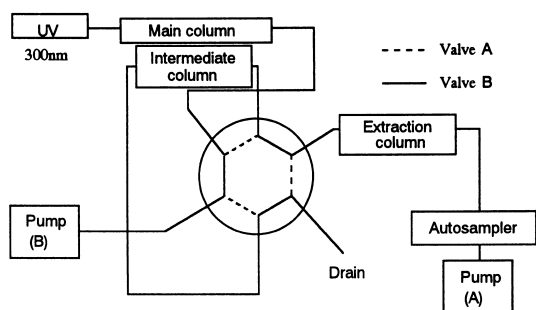 UV
300nm
Main column
Intermediate
column
Valve A
Valve B
Extraction
column
Pump
(B)
Drain
Autosampler
Pump
(A)